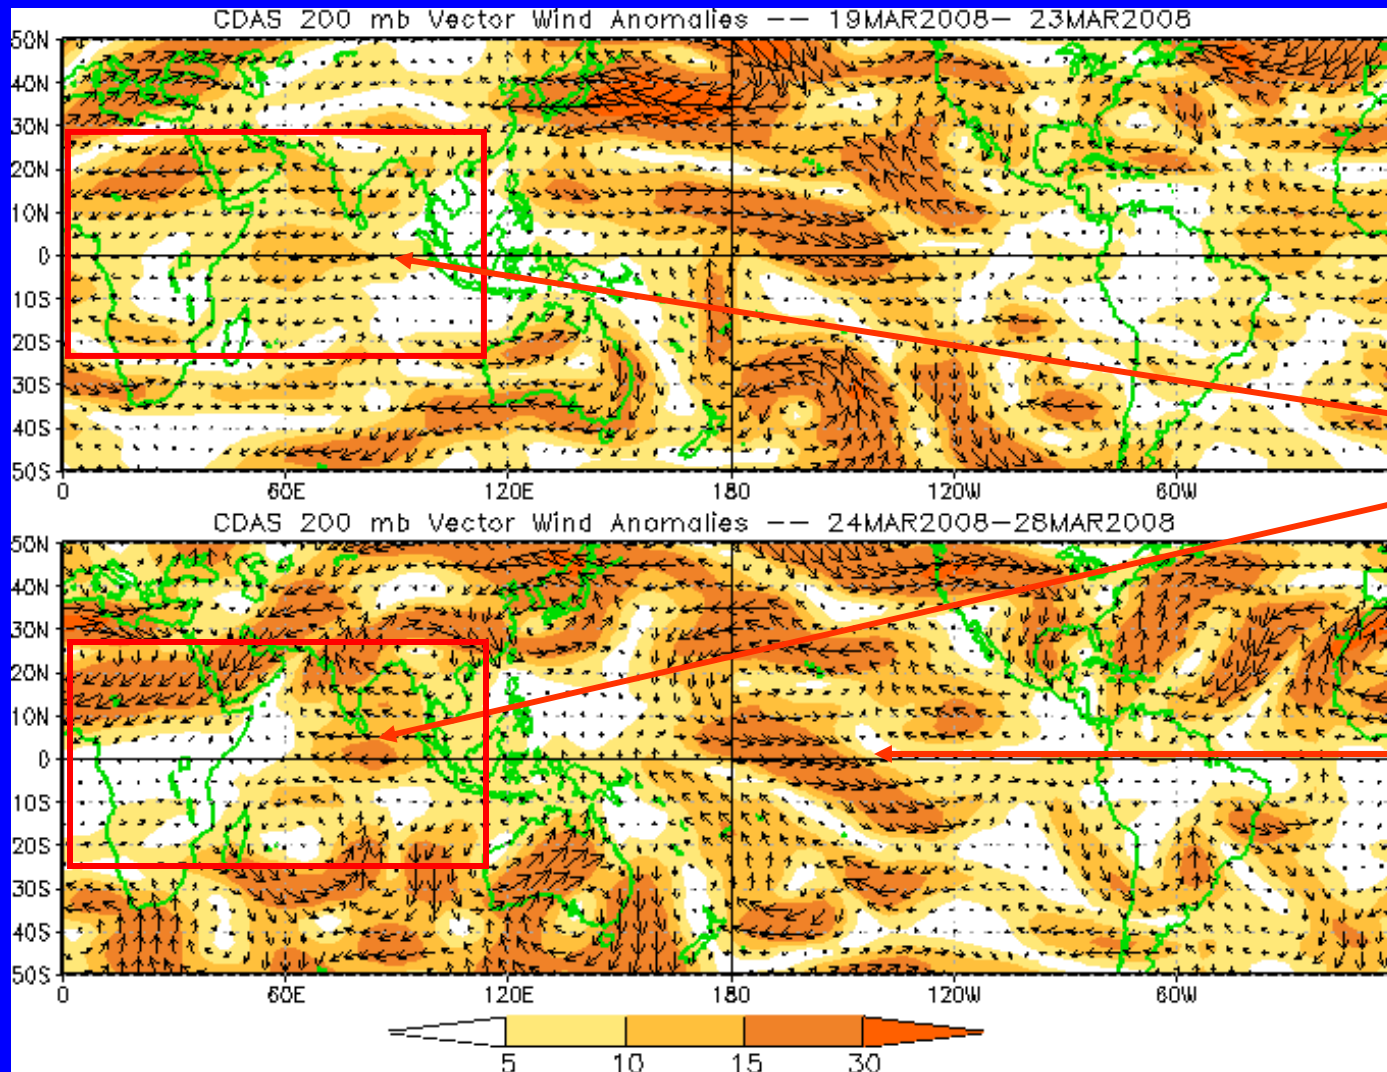 CDAS 200 mb Vector Wind Anomalies -- 19MAR2008- 23MAR2008
50N
40N
30N
20N
10N
0
10S
20S
30S
40S
50S
0 60E 120E 180 120W 60W
CDAS 200 mb Vector Wind Anomalies -- 24MAR2008-28MAR2008
50N
40N
30N
20N
10N
0
10S
20S
30S
40S
50S
0 60E 120E 180 120W 60W
5 10 15 30